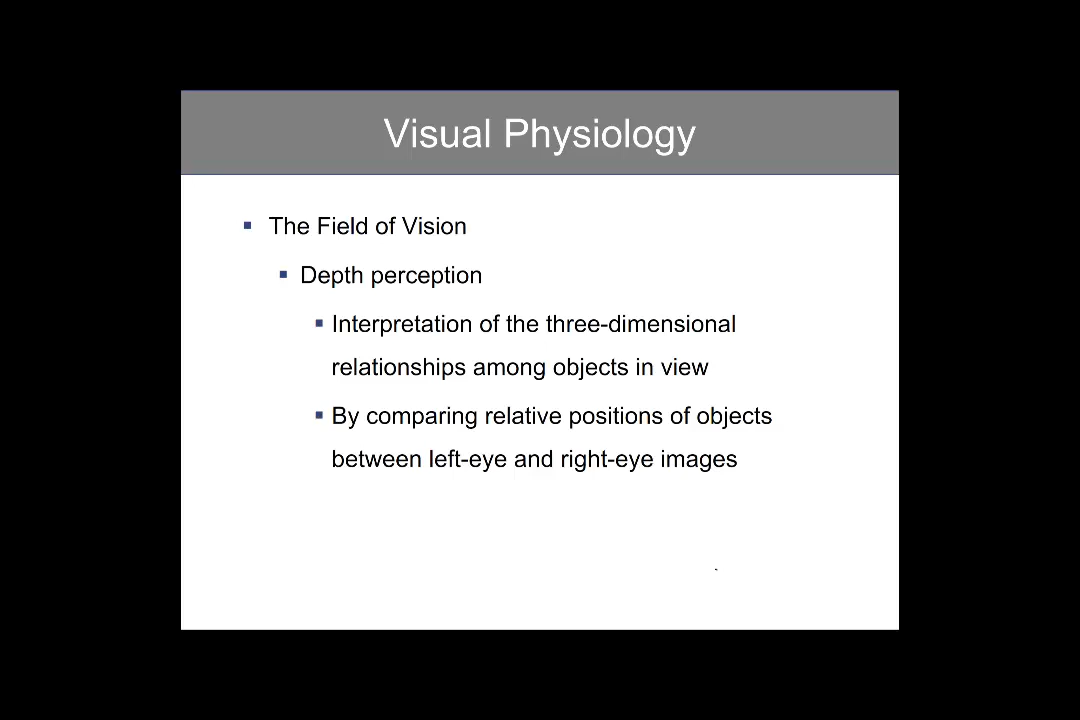 Visual Physiology
The Field of Vision
Depth perception
Interpretation of the three-dimensional
relationships among objects in view
By comparing relative positions of objects
between left-eye and right-eye images